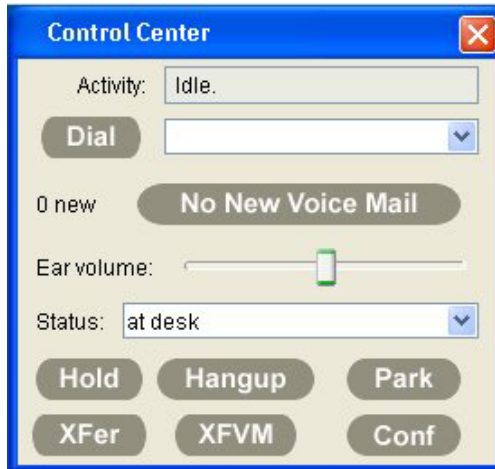 Control Center
Activity: Idle.
Dial
0 new No New Voice Mail
Ear volume:
Status: at desk
Hold Hangup Park
XFer XFVM Conf